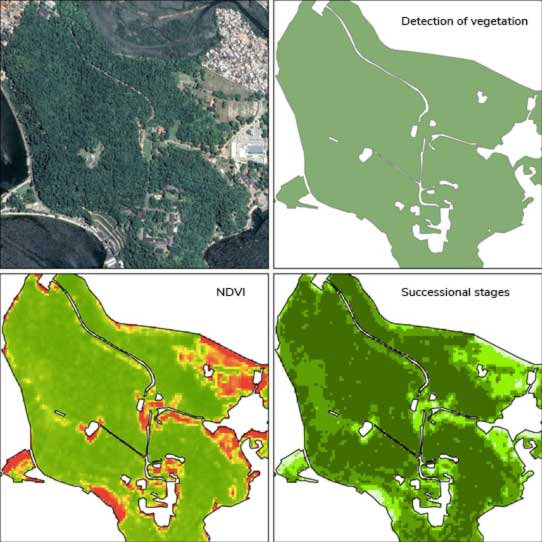 Detection of vegetation
NDVI
Successional stages